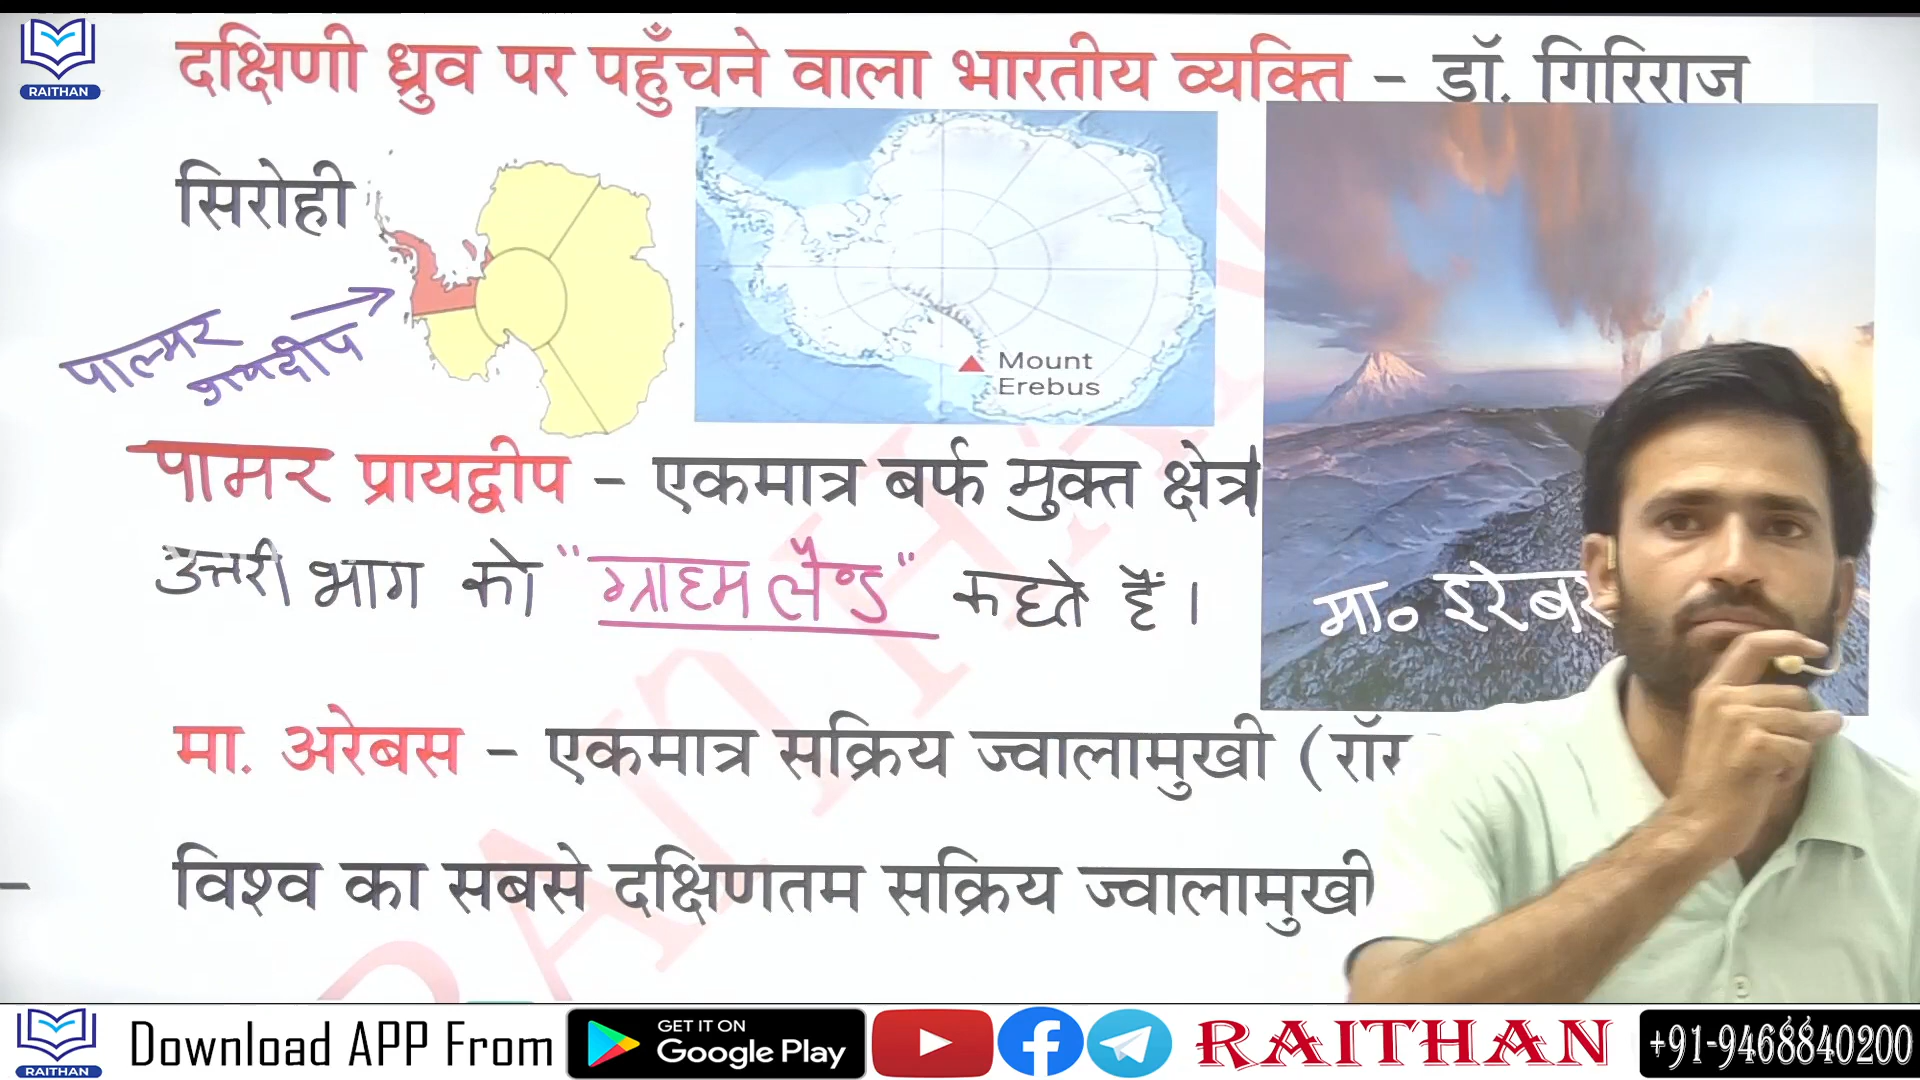 RAITHAN
दक्षिणी ध्रुव पर पहुँचने वाला भारतीय व्यक्ति - डॉ. गिरिराज
सिरोही
पाल्मर
Mount
Erebus
पामर प्रायद्वीप - एकमात्र बर्फ मुक्त क्षेत्र
उत्तरी भाग को "ग्राहम लैण्ड" कहते हैं।
मा० इरेबस
मा. अरेबस - एकमात्र सक्रिय ज्वालामुखी (रॉस
विश्व का सबसे दक्षिणतम सक्रिय ज्वालामुखी
RAITHAN
Download APP From
GET IT ON
Google Play
RAITHAN
+91-9468840200